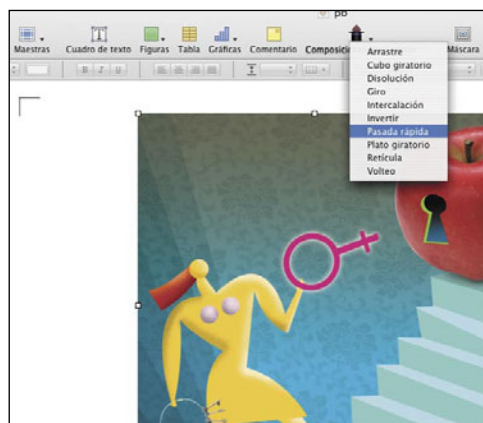 pb
Maestras Cuadro de texto Figuras Tabla Gráficas Comentario Máscara
B I U
Arrastre
Cubo giratorio
Disolución
Giro
Intercalación
Invertir
Pasada rápida
Plato giratorio
Retícula
Volteo